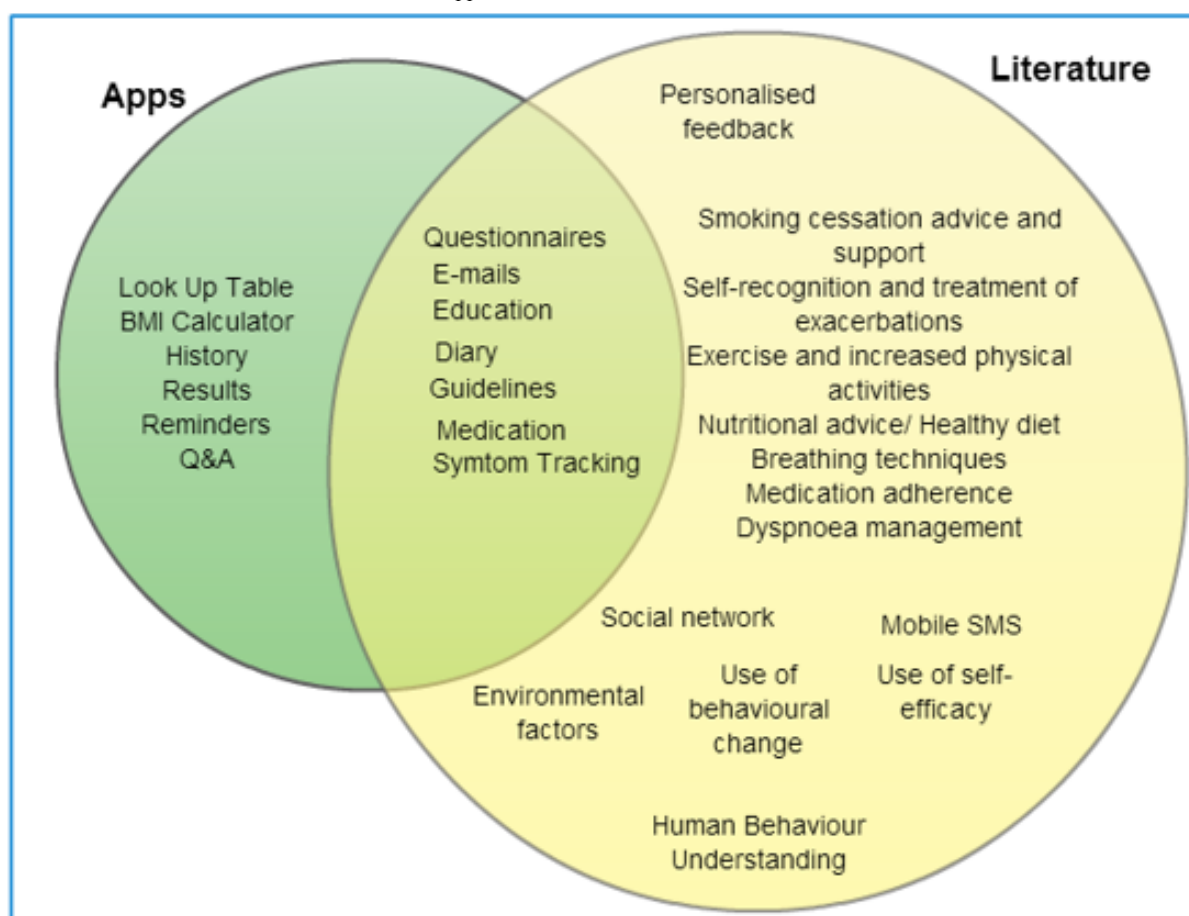 Apps
Literature
Personalised
feedback
Look Up Table
BMI Calculator
History
Results
Reminders
Q&A
Questionnaires
E-mails
Education
Diary
Guidelines
Medication
Symtom Tracking
Smoking cessation advice and
support
Self-recognition and treatment of
exacerbations
Exercise and increased physical
activities
Nutritional advice/ Healthy diet
Breathing techniques
Medication adherence
Dyspnoea management
Social network
Mobile SMS
Environmental
factors
Use of
behavioural
change
Use of self-
efficacy
Human Behaviour
Understanding